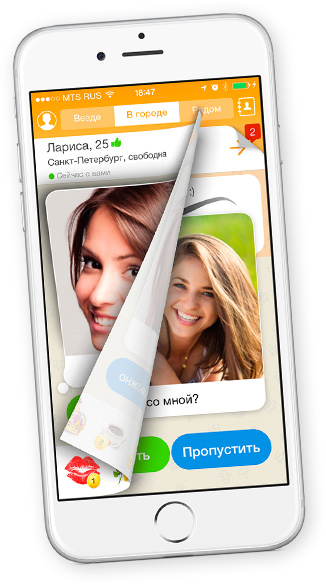 MTS RUS 18:47
Везде В городе Рядом
2
Лариса, 25
Санкт-Петербург, свободна
Сейчас с вами
:)
со мной?
Пропустить
1